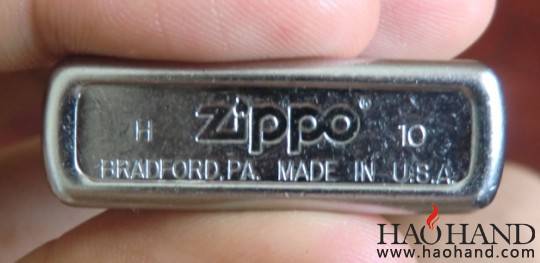 H zippo® 10
BRADFORD,PA. MADE IN U.S.A.
HAOHAND
www.haohand.com